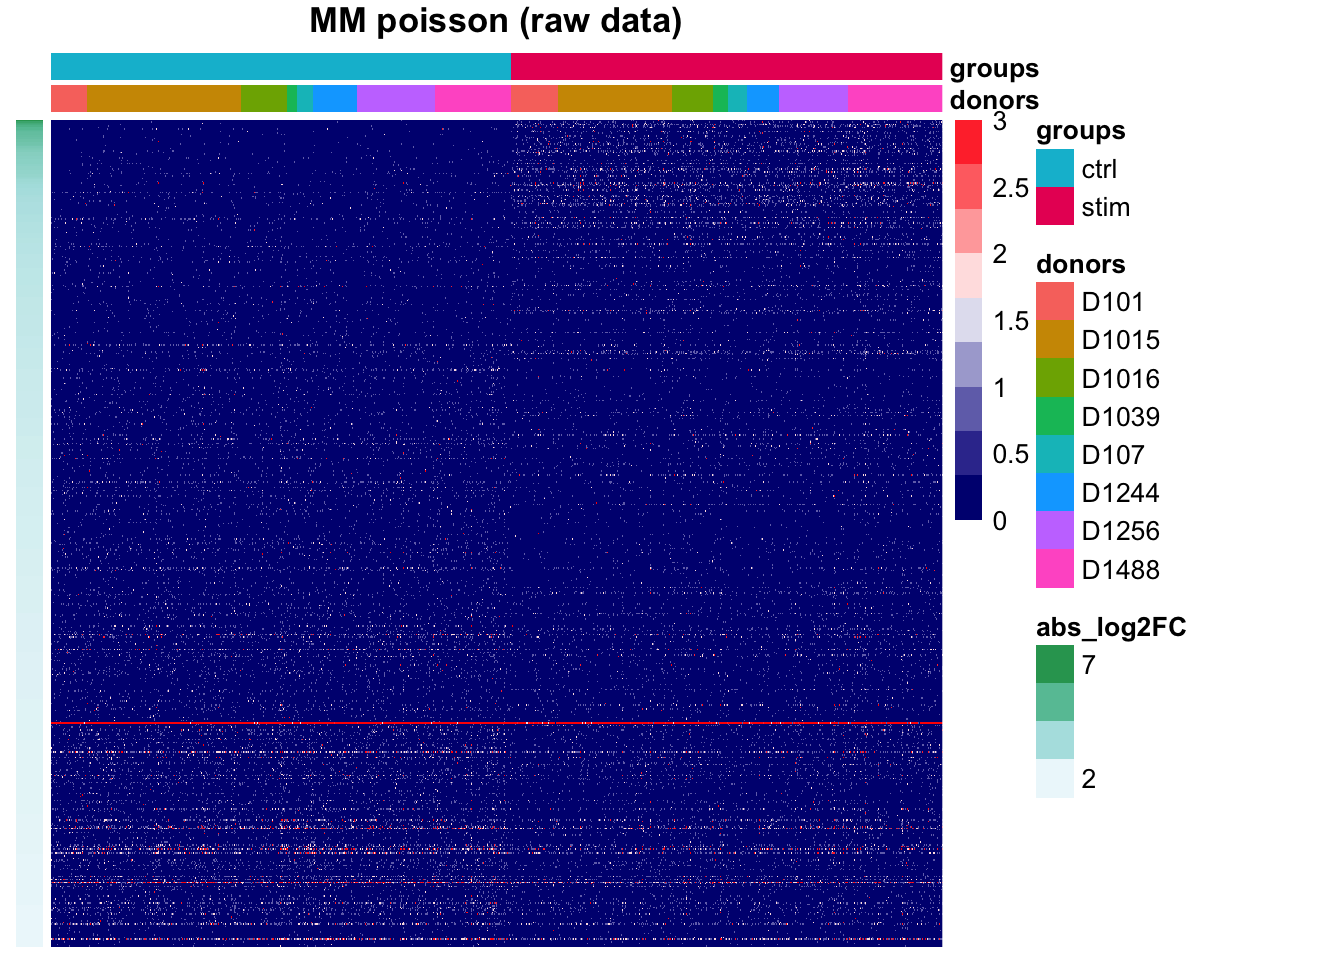 MM poisson (raw data)
groups
donors
3
2.5
2
1.5
1
0.5
0
groups
ctrl
stim
donors
D101
D1015
D1016
D1039
D107
D1244
D1256
D1488
abs_log2FC
7
2